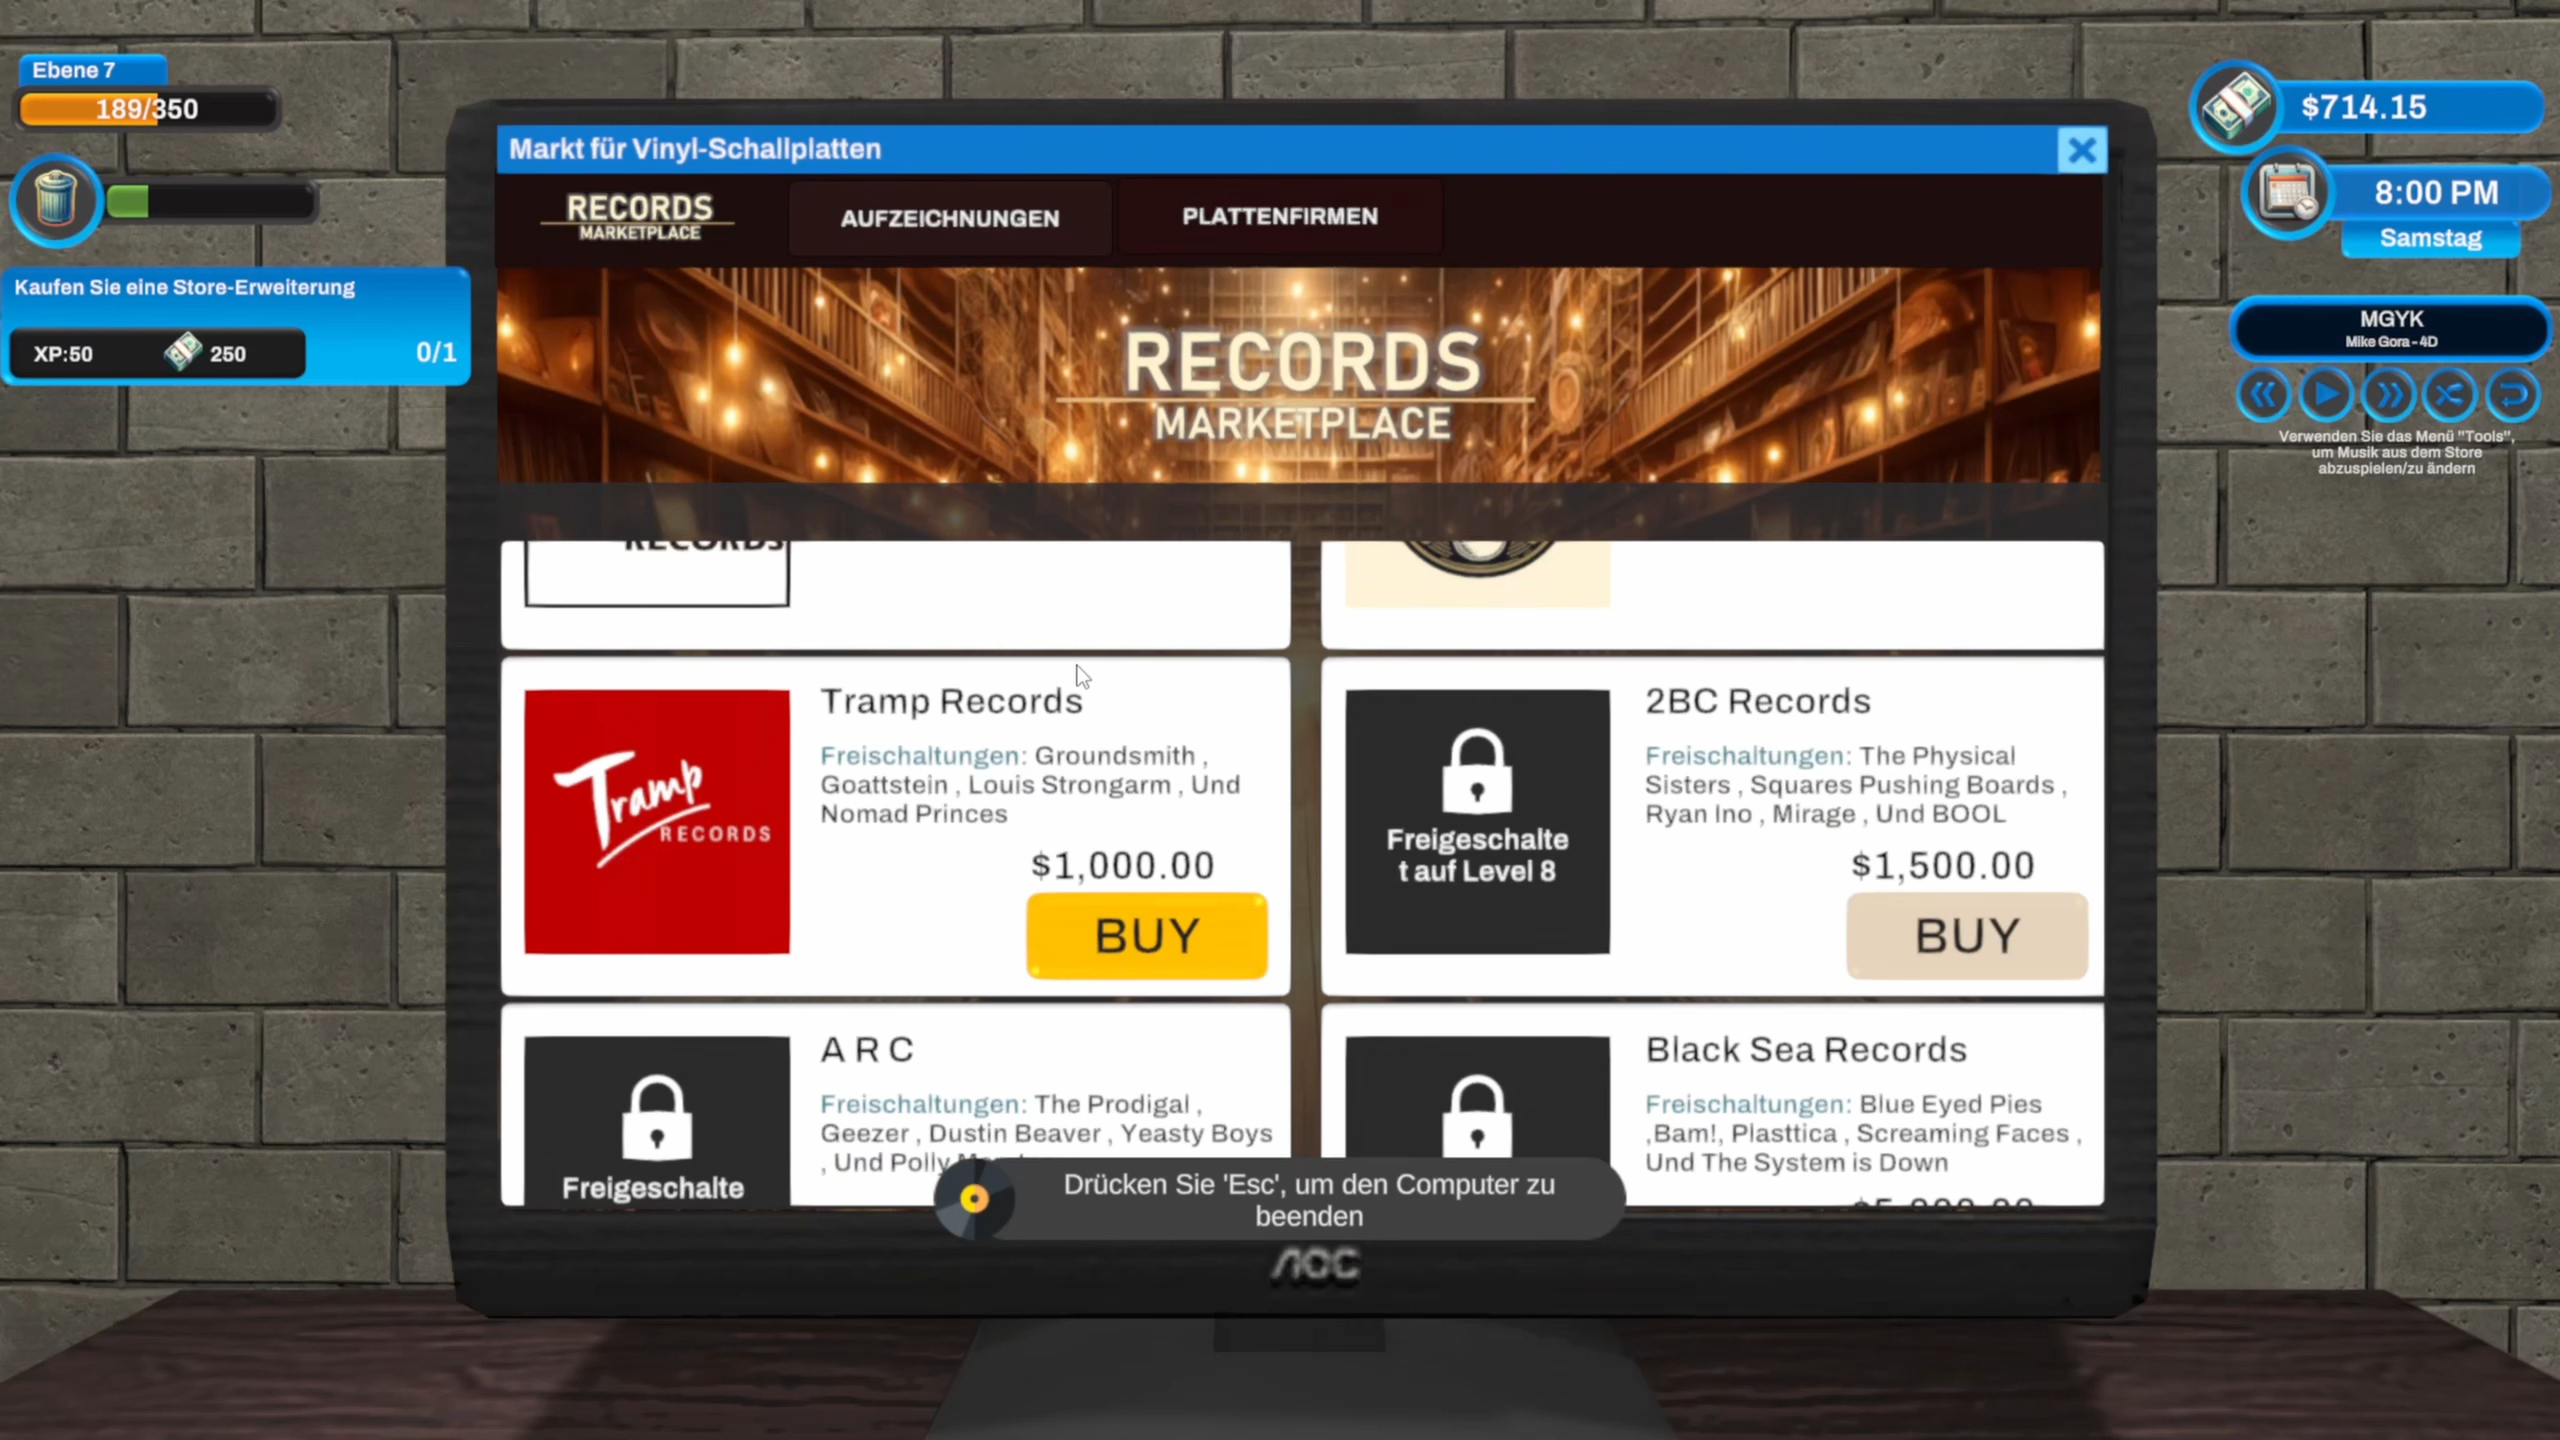 Ebene 7
189/350
Kaufen Sie eine Store-Erweiterung
XP:50
250
0/1
$714.15
8:00 PM
Samstag
MGYK
Mike Gora - 4D
Verwenden Sie das Menü "Tools",
um Musik aus dem Store
abzuspielen/zu ändern
Markt für Vinyl-Schallplatten
RECORDS
MARKETPLACE
AUFZEICHNUNGEN
PLATTENFIRMEN
RECORDS
MARKETPLACE
RECORDS
Tramp
RECORDS
Tramp Records
Freischaltungen: Groundsmith ,
Goattstein , Louis Strongarm , Und
Nomad Princes
$1,000.00
BUY
Freigeschalte
t auf Level 8
2BC Records
Freischaltungen: The Physical
Sisters , Squares Pushing Boards ,
Ryan Ino , Mirage , Und BOOL
$1,500.00
BUY
Freigeschalte
A R C
Freischaltungen: The Prodigal ,
Geezer , Dustin Beaver , Yeasty Boys
, Und Polly
Black Sea Records
Freischaltungen: Blue Eyed Pies
,Bam!, Plasttica , Screaming Faces ,
Und The System is Down
Drücken Sie 'Esc', um den Computer zu
beenden
AOC